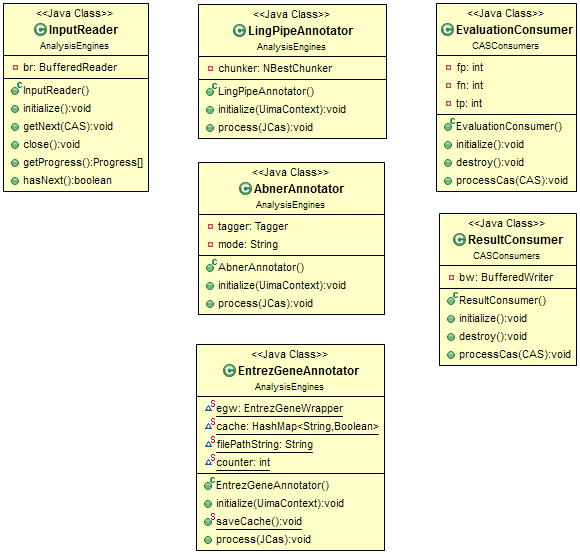 <<Java Class>>
InputReader
AnalysisEngines
br: BufferedReader
InputReader()
initialize():void
getNext(CAS):void
close():void
getProgress():Progress[]
hasNext():boolean
<<Java Class>>
LingPipeAnnotator
AnalysisEngines
chunker: NBestChunker
LingPipeAnnotator()
initialize(UimaContext):void
process(JCas):void
<<Java Class>>
AbnerAnnotator
AnalysisEngines
tagger: Tagger
mode: String
AbnerAnnotator()
initialize(UimaContext):void
process(JCas):void
<<Java Class>>
EntrezGeneAnnotator
AnalysisEngines
egw: EntrezGeneWrapper
cache: HashMap<String,Boolean>
filePathString: String
counter: int
EntrezGeneAnnotator()
initialize(UimaContext):void
saveCache():void
process(JCas):void
<<Java Class>>
EvaluationConsumer
CASConsumers
fp: int
fn: int
tp: int
EvaluationConsumer()
initialize():void
destroy():void
processCas(CAS):void
<<Java Class>>
ResultConsumer
CASConsumers
bw: BufferedWriter
ResultConsumer()
initialize():void
destroy():void
processCas(CAS):void